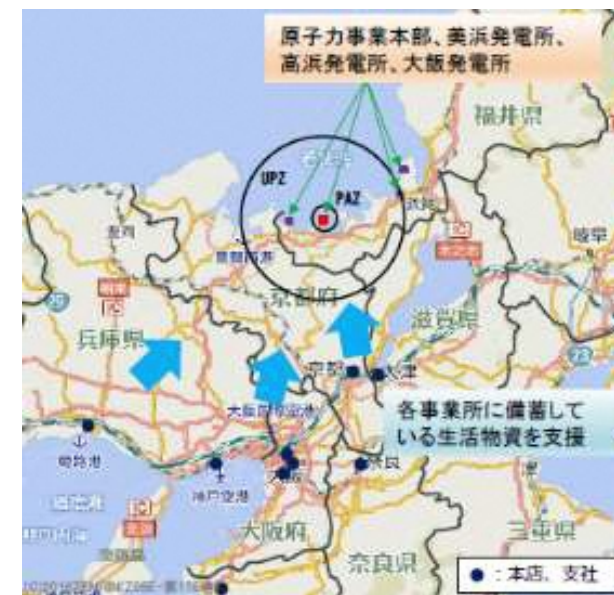 原子力事業本部、美浜発電所、
高浜発電所、大飯発電所
福井県
UPZ
PAZ
京都府
岐阜
滋賀県
兵庫県
29
23
京都
大津
大阪国際空港
各事業所に備蓄して
いる生活物資を支援
姫路港
神戸空港
奈良
大阪
大阪府
三重県
奈良県
：本店、支社